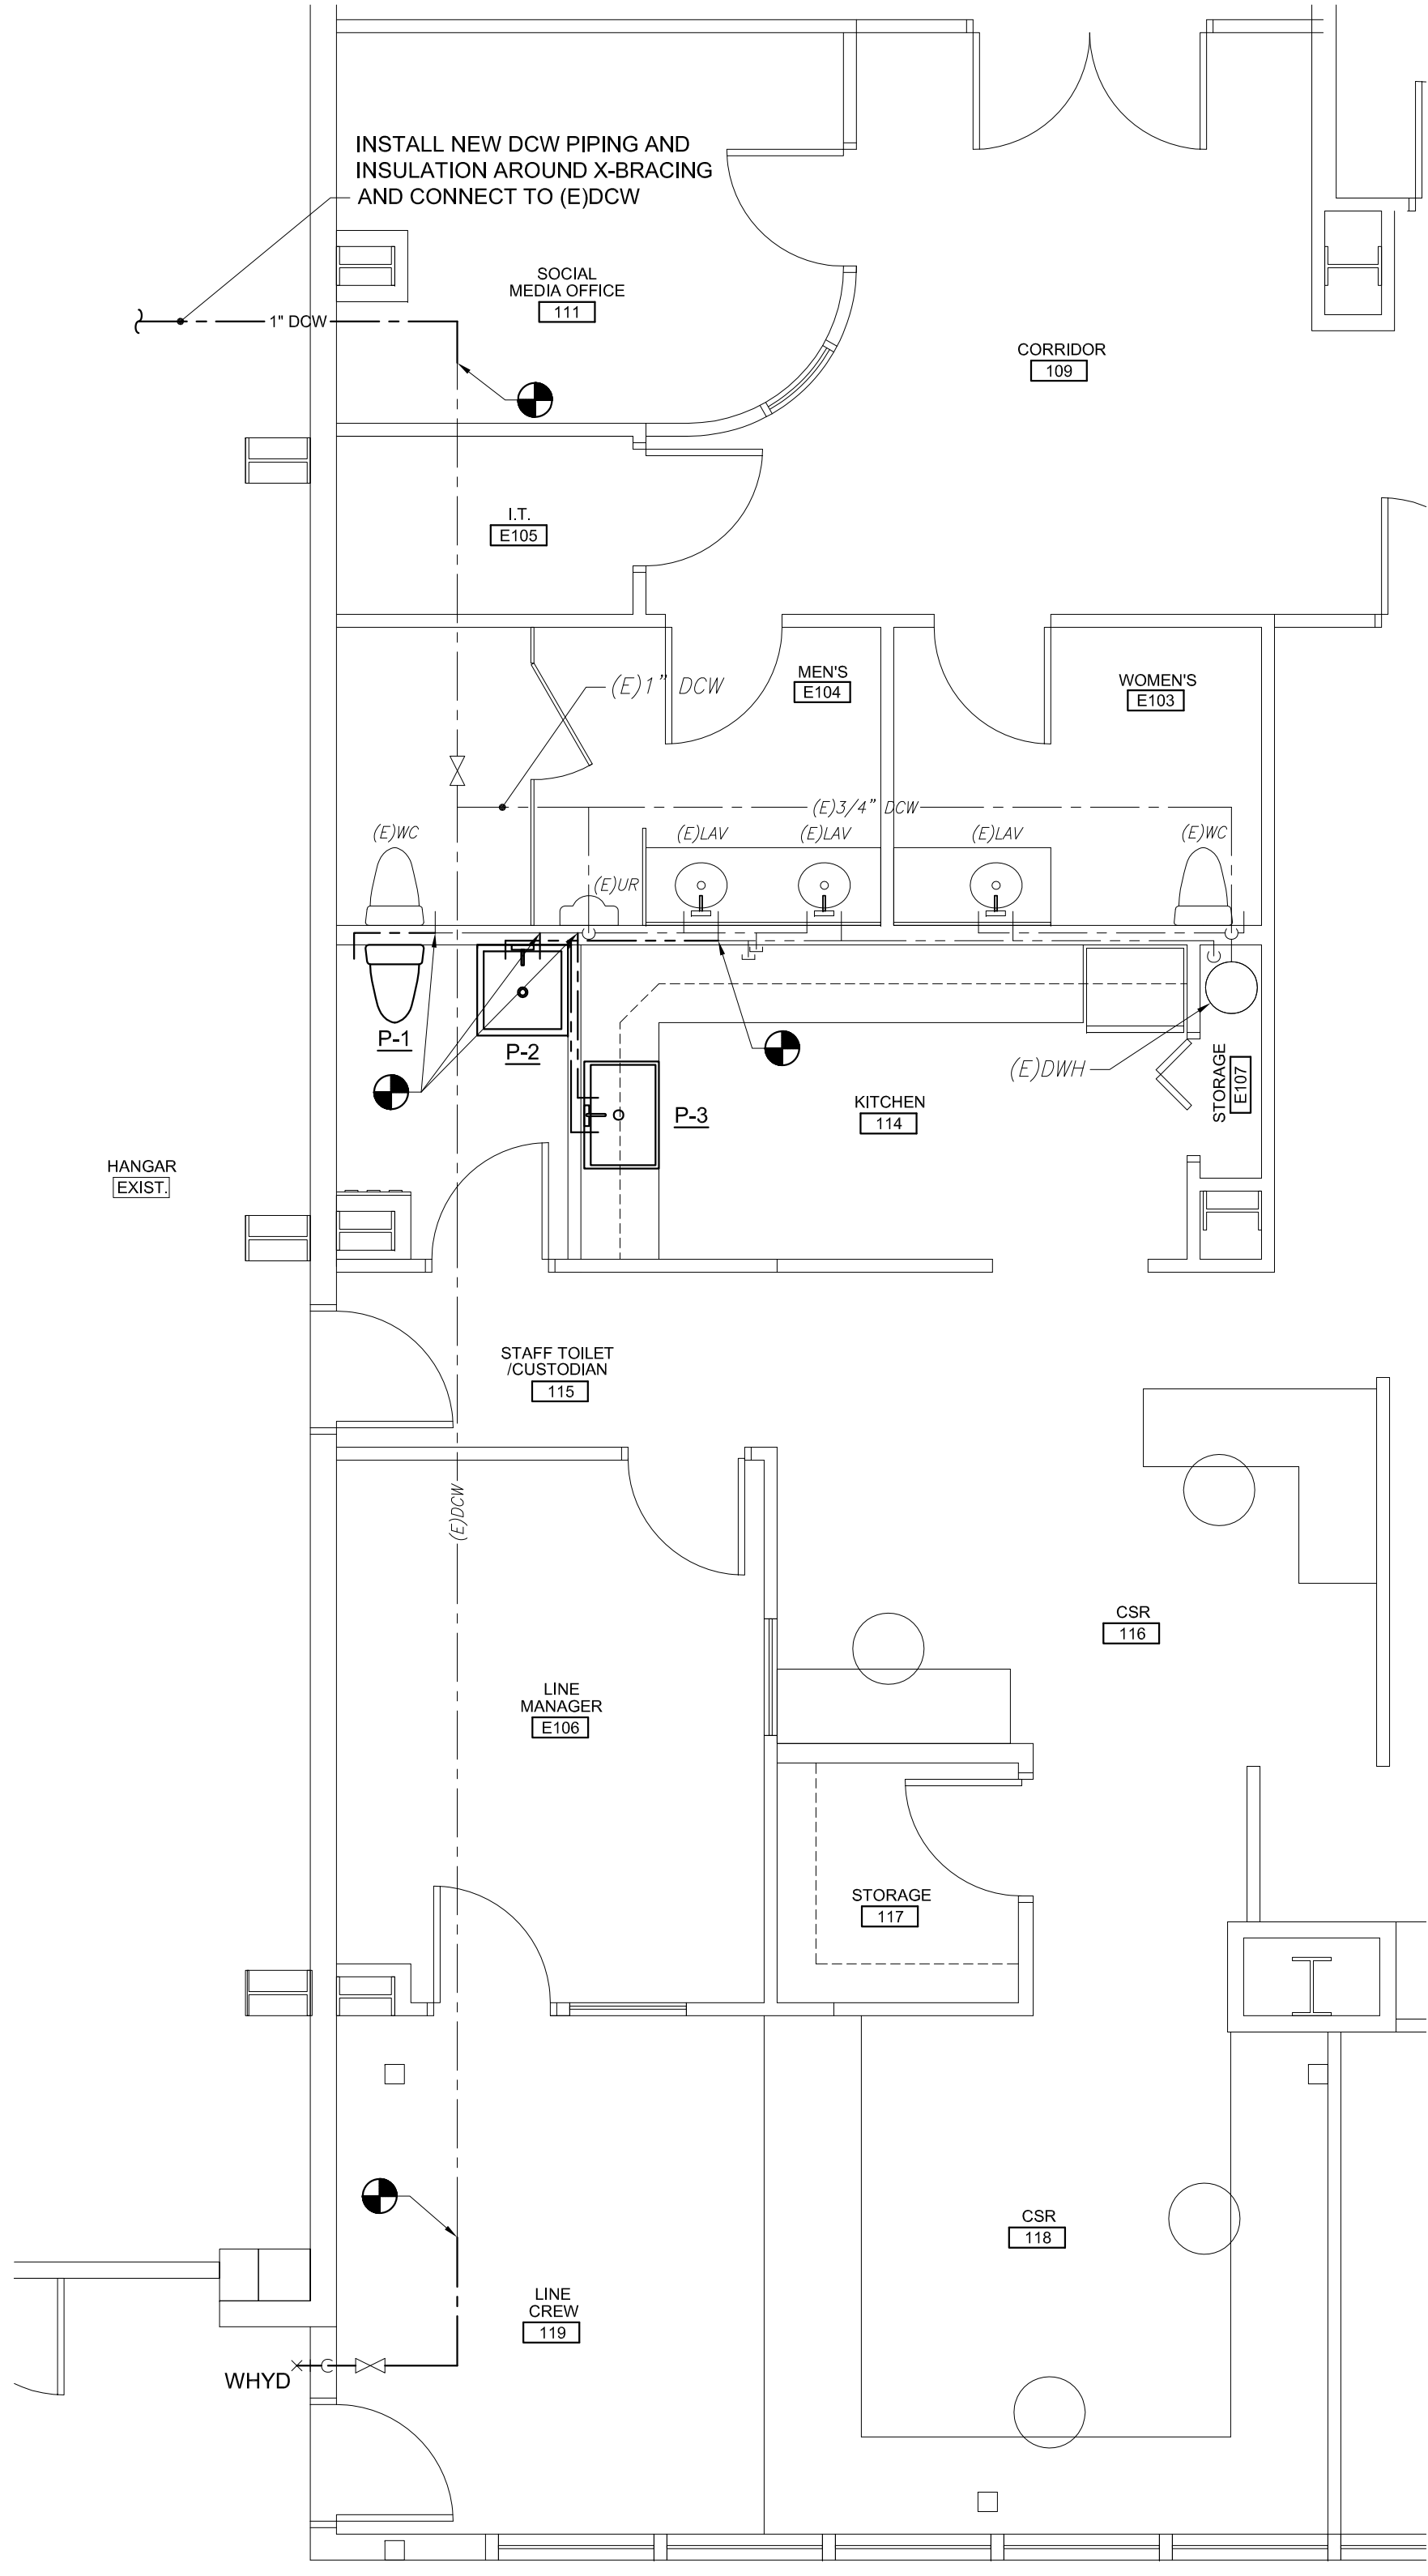 INSTALL NEW DCW PIPING AND
INSULATION AROUND X-BRACING
AND CONNECT TO (E)DCW
SOCIAL
MEDIA OFFICE
111
1" DCW
CORRIDOR
109
I.T.
E105
MEN'S
E104
WOMEN'S
E103
(E)1" DCW
(E)3/4" DCW
(E)WC
(E)LAV
(E)LAV
(E)LAV
(E)WC
(E)UR
P-1
P-2
P-3
(E)DWH
STORAGE
E107
KITCHEN
114
HANGAR
EXIST.
STAFF TOILET
/CUSTODIAN
115
(E)DCW
CSR
116
LINE
MANAGER
E106
STORAGE
117
CSR
118
LINE
CREW
119
WHYD